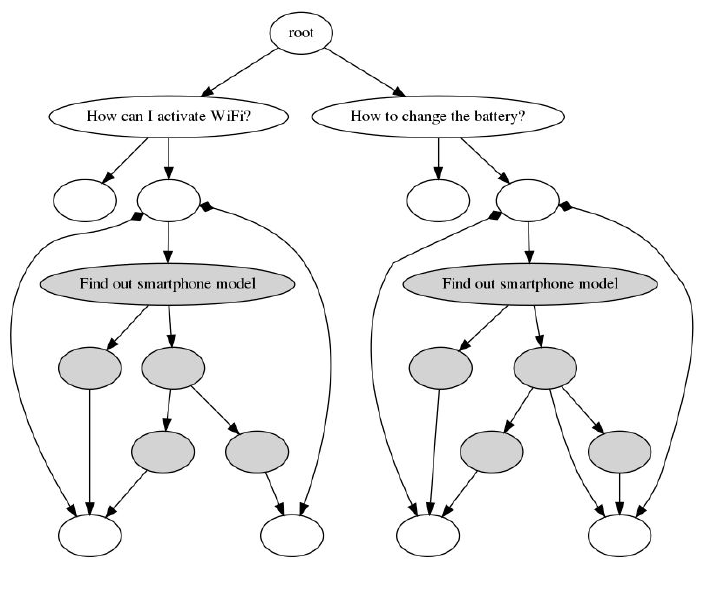 root
How can I activate WiFi?
How to change the battery?
Find out smartphone model
Find out smartphone model